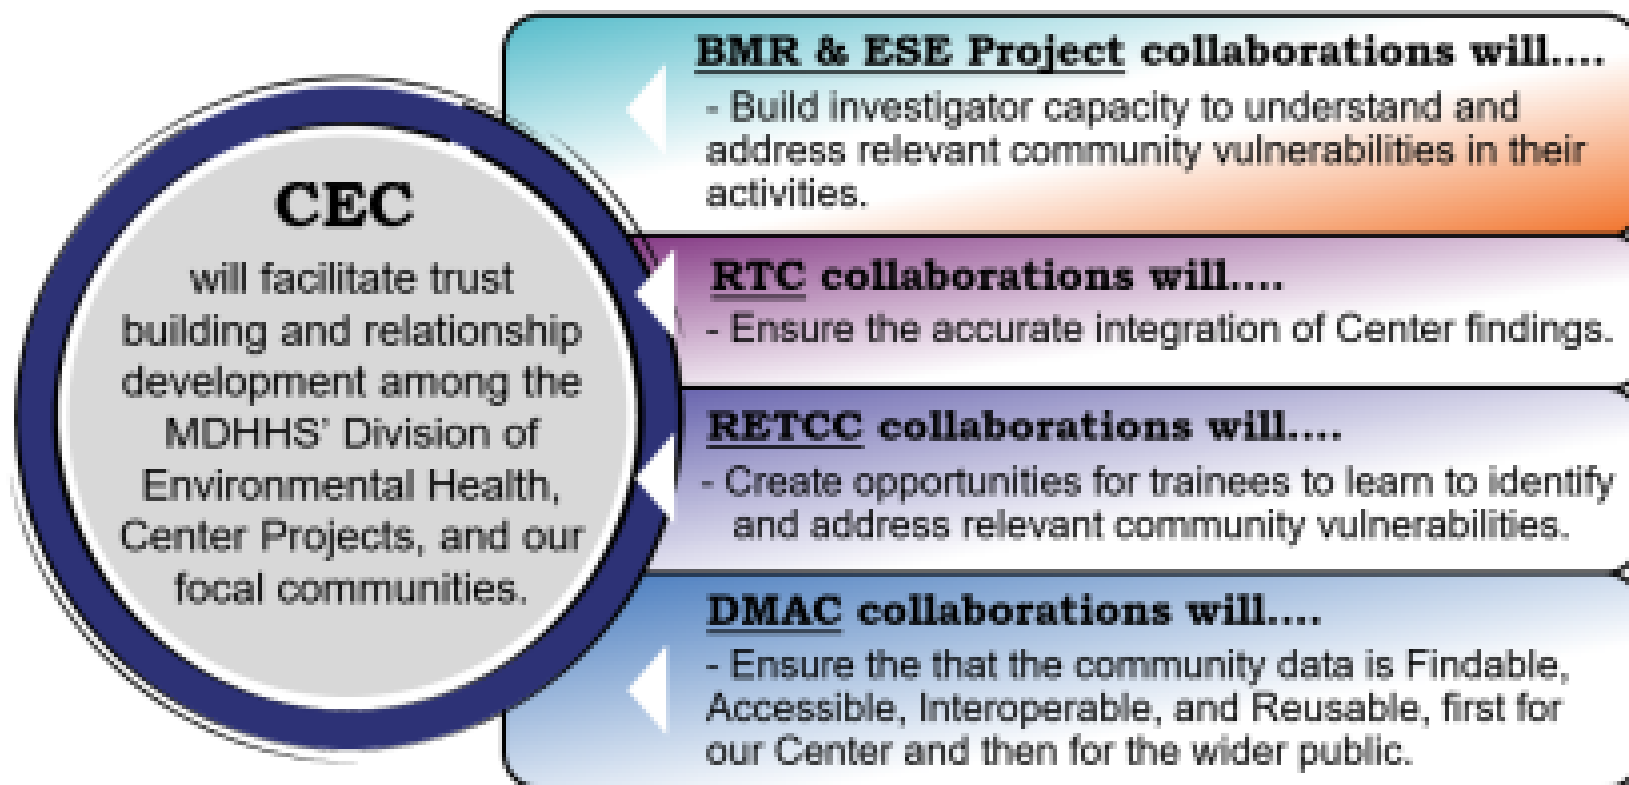 CEC
will facilitate trust
building and relationship
development among the
MDHHS' Division of
Environmental Health,
Center Projects, and our
focal communities.
BMR & ESE Project collaborations will....
- Build investigator capacity to understand and
address relevant community vulnerabilities in their
activities.
RTC collaborations will....
- Ensure the accurate integration of Center findings.
RETCC collaborations will....
- Create opportunities for trainees to learn to identify
and address relevant community vulnerabilities.
DMAC collaborations will....
- Ensure the that the community data is Findable,
Accessible, Interoperable, and Reusable, first for
our Center and then for the wider public.